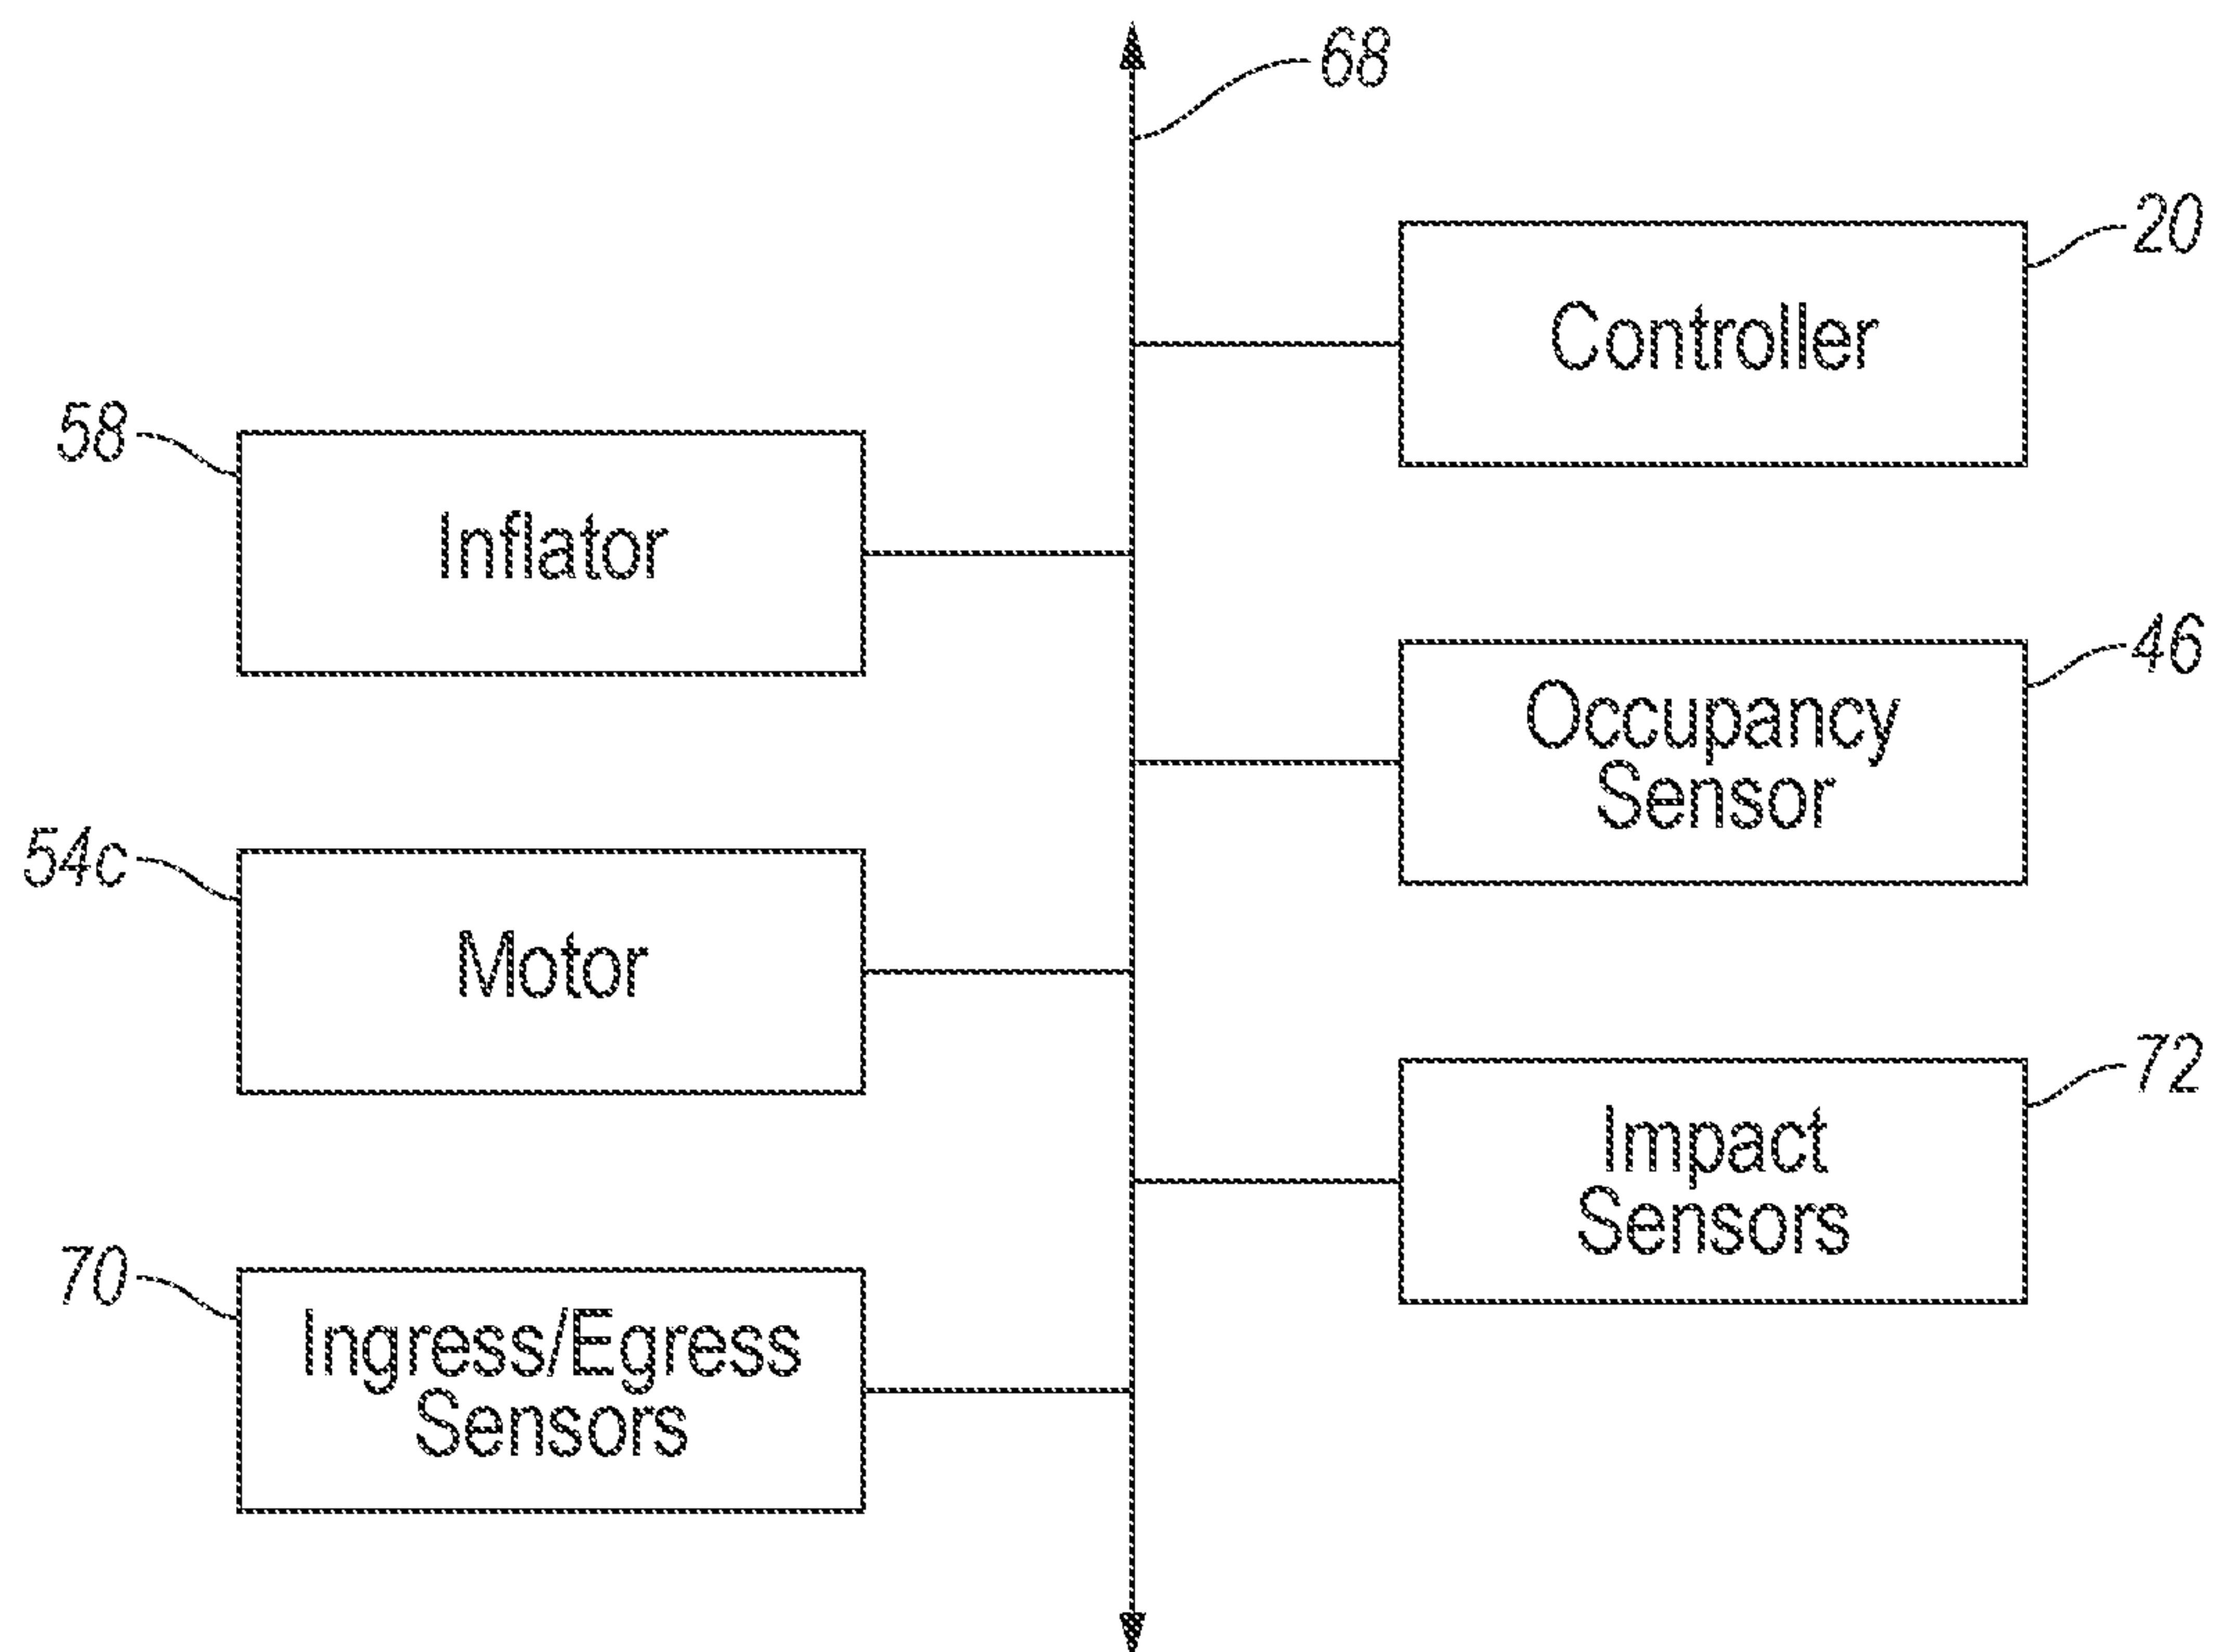 68
20
Controller
58
Inflator
46
Occupancy
Sensor
54c
Motor
72
Impact
Sensors
70
Ingress/Egress
Sensors